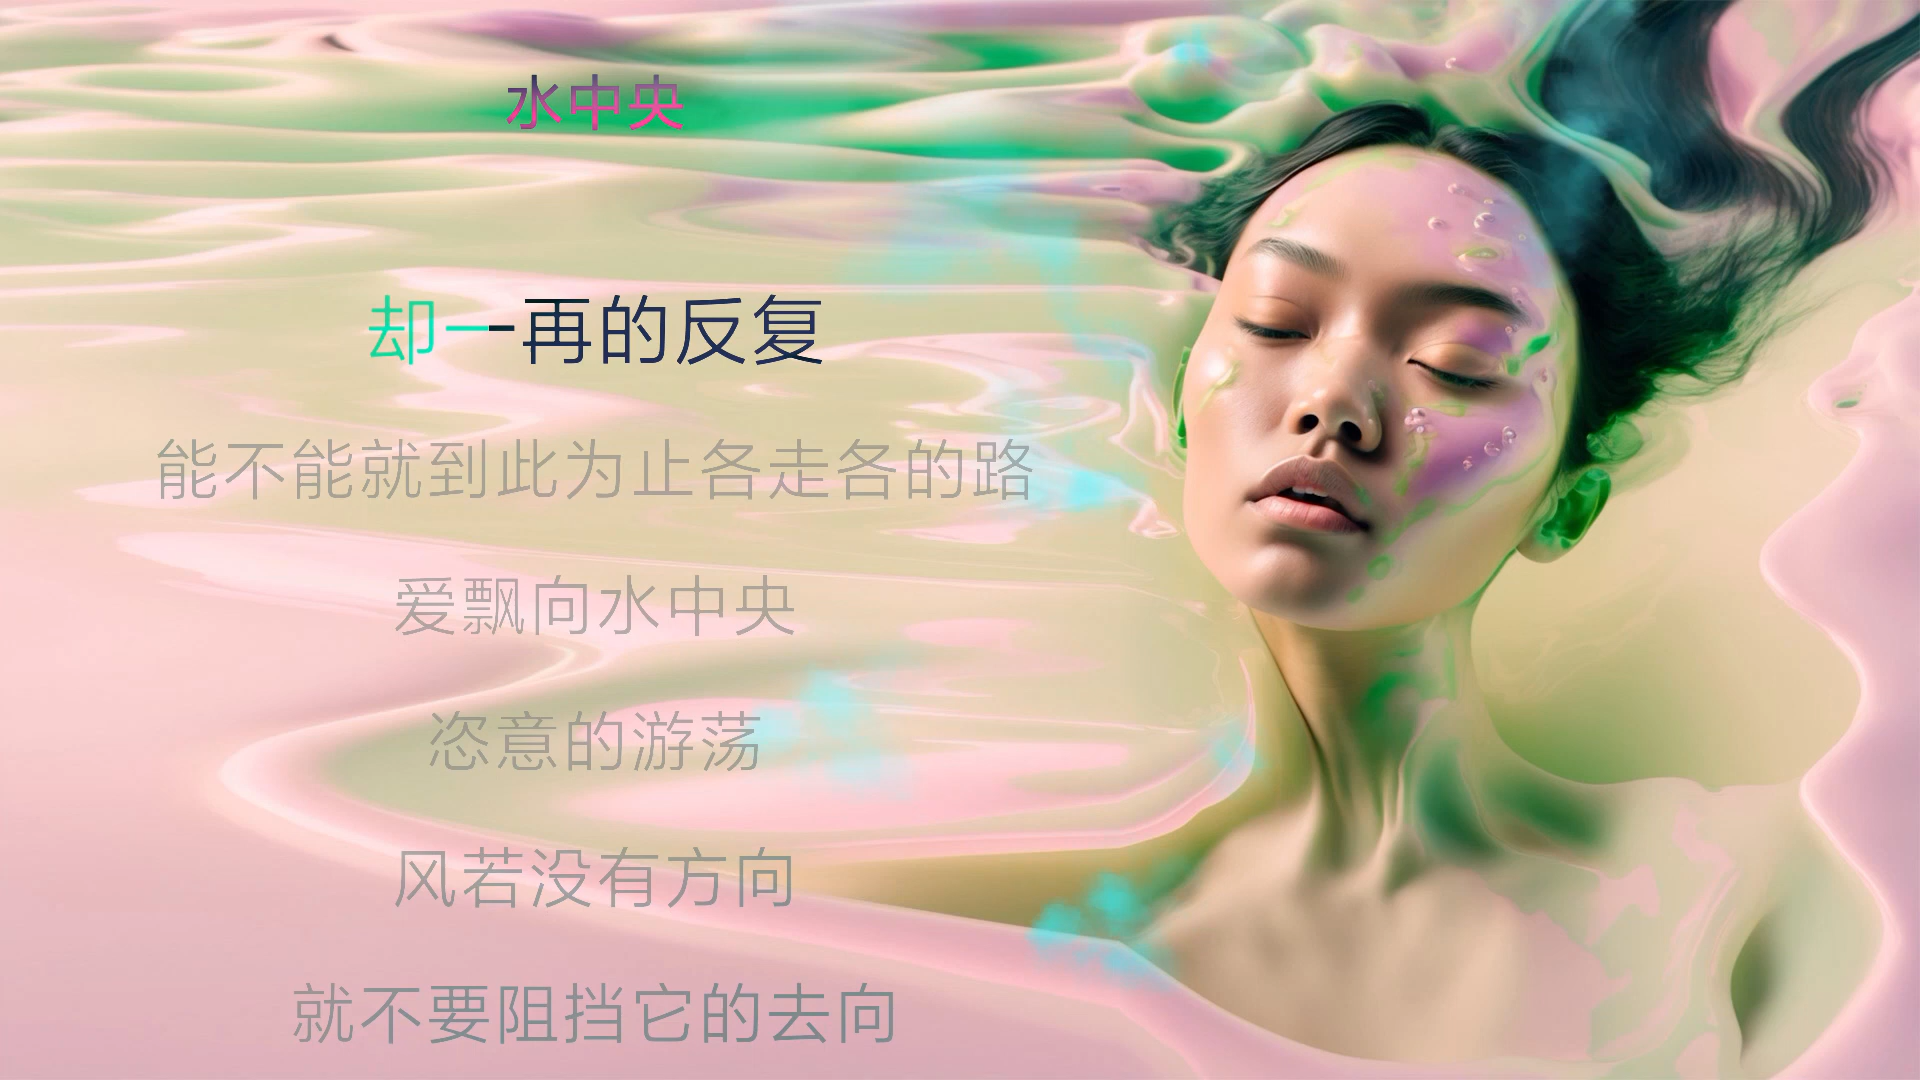 水中央
却一再的反复
能不能就到此为止各走各的路
爱飘向水中央
恣意的游荡
风若没有方向
就不要阻挡它的去向